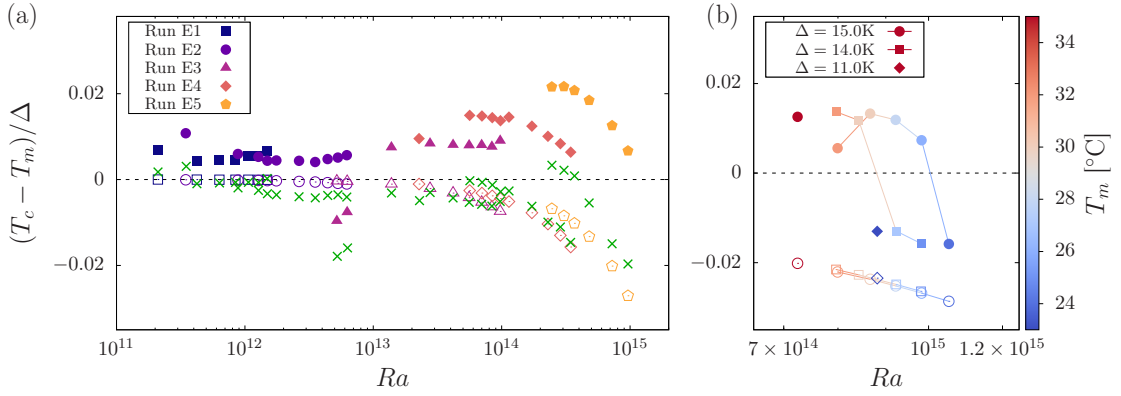 (a)
(T_c − T_m)/Δ
0.02
0
−0.02
Run E1
Run E2
Run E3
Run E4
Run E5
10^11
10^12
10^13
10^14
10^15
Ra
(b)
Δ = 15.0K
Δ = 14.0K
Δ = 11.0K
0.02
0
−0.02
7 × 10^14
10^15
1.2×10^15
Ra
34
32
30
28
26
24
T_m [°C]